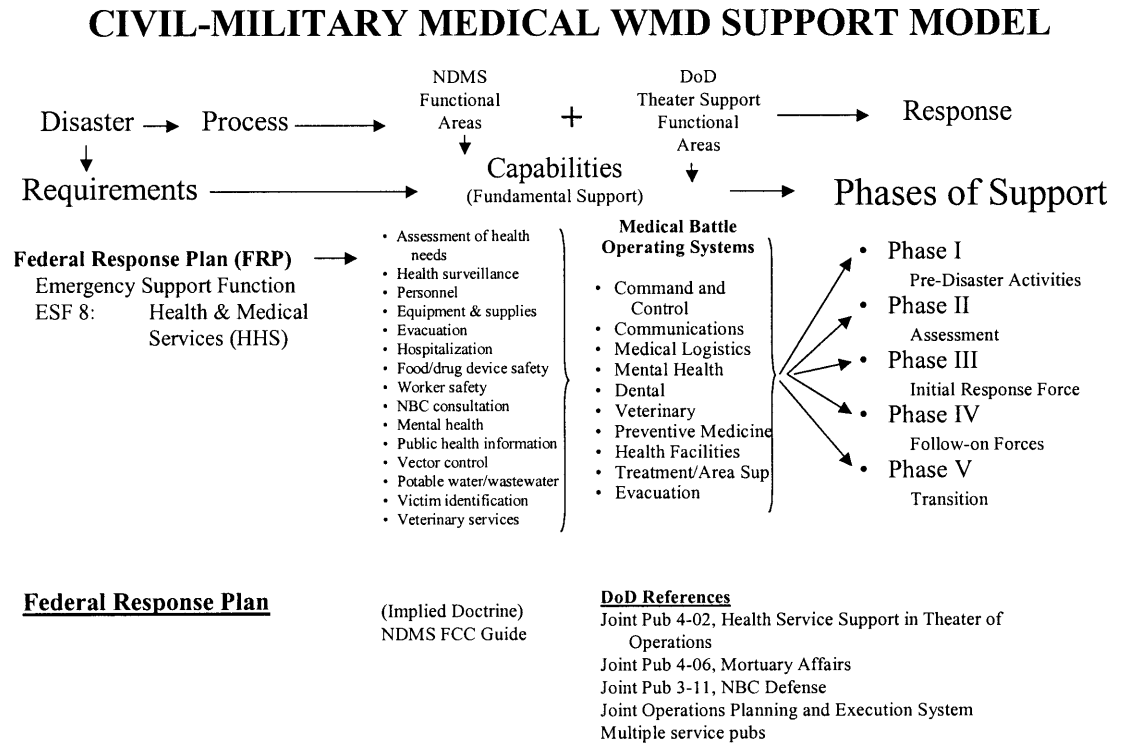 CIVIL-MILITARY MEDICAL WMD SUPPORT MODEL
Disaster
Process
NDMS
Functional
Areas
+
DoD
Theater Support
Functional
Areas
Response
Requirements
Capabilities
(Fundamental Support)
Phases of Support
Federal Response Plan (FRP)
Emergency Support Function
ESF 8: Health & Medical
Services (HHS)
• Assessment of health
needs
• Health surveillance
• Personnel
• Equipment & supplies
• Evacuation
• Hospitalization
• Food/drug device safety
• Worker safety
• NBC consultation
• Mental health
• Public health information
• Vector control
• Potable water/wastewater
• Victim identification
• Veterinary services
Medical Battle
Operating Systems
• Command and
Control
• Communications
• Medical Logistics
• Mental Health
• Dental
• Veterinary
• Preventive Medicine
• Health Facilities
• Treatment/Area Sup
• Evacuation
• Phase I
Pre-Disaster Activities
• Phase II
Assessment
• Phase III
Initial Response Force
• Phase IV
Follow-on Forces
• Phase V
Transition
Federal Response Plan
(Implied Doctrine)
NDMS FCC Guide
DoD References
Joint Pub 4-02, Health Service Support in Theater of
Operations
Joint Pub 4-06, Mortuary Affairs
Joint Pub 3-11, NBC Defense
Joint Operations Planning and Execution System
Multiple service pubs